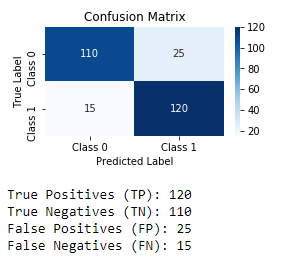 Confusion Matrix
True Label
Class 0
Class 1
110
25
15
120
Class 0
Class 1
Predicted Label
120
100
80
60
40
20
True Positives (TP): 120
True Negatives (TN): 110
False Positives (FP): 25
False Negatives (FN): 15